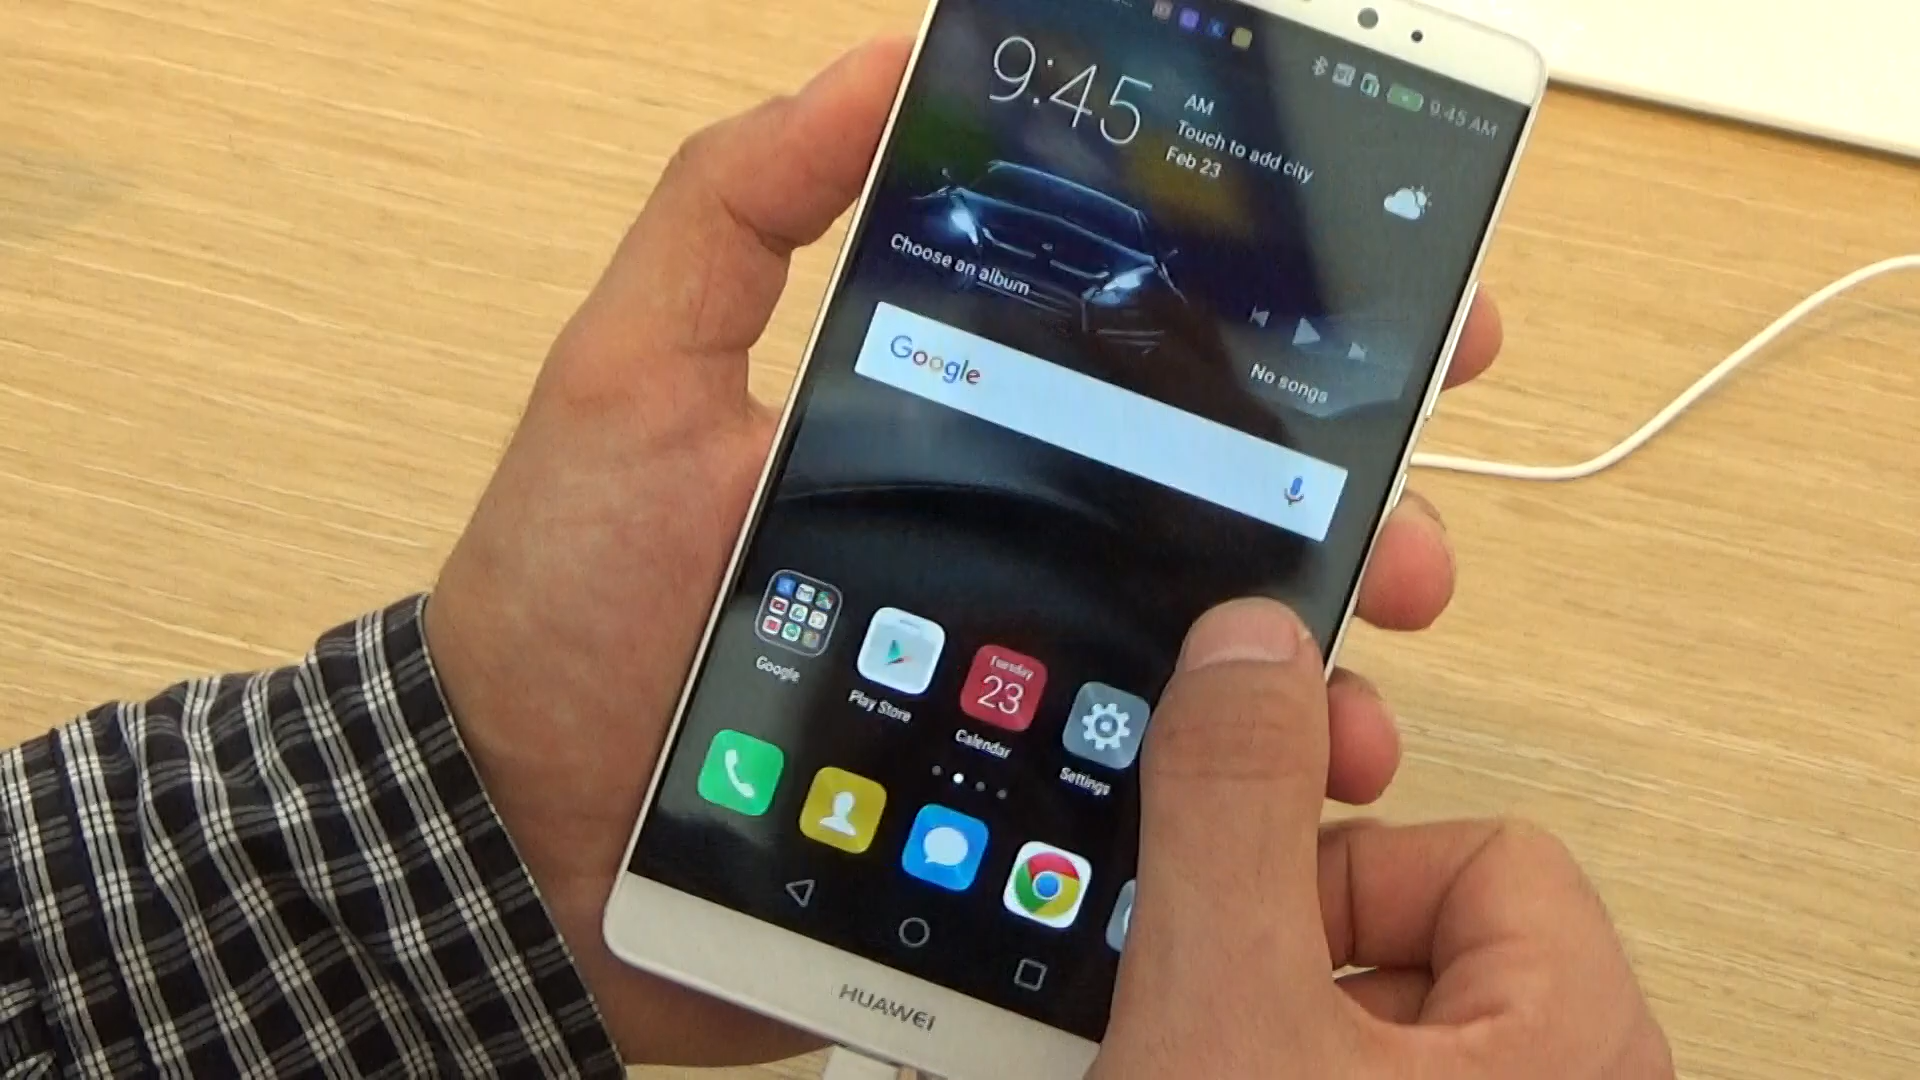 9:45 AM
9:45
AM
Touch to add city
Feb 23
Choose an album
No songs
Google
Google
Play Store
Tuesday
23
Calendar
Settings
HUAWEI